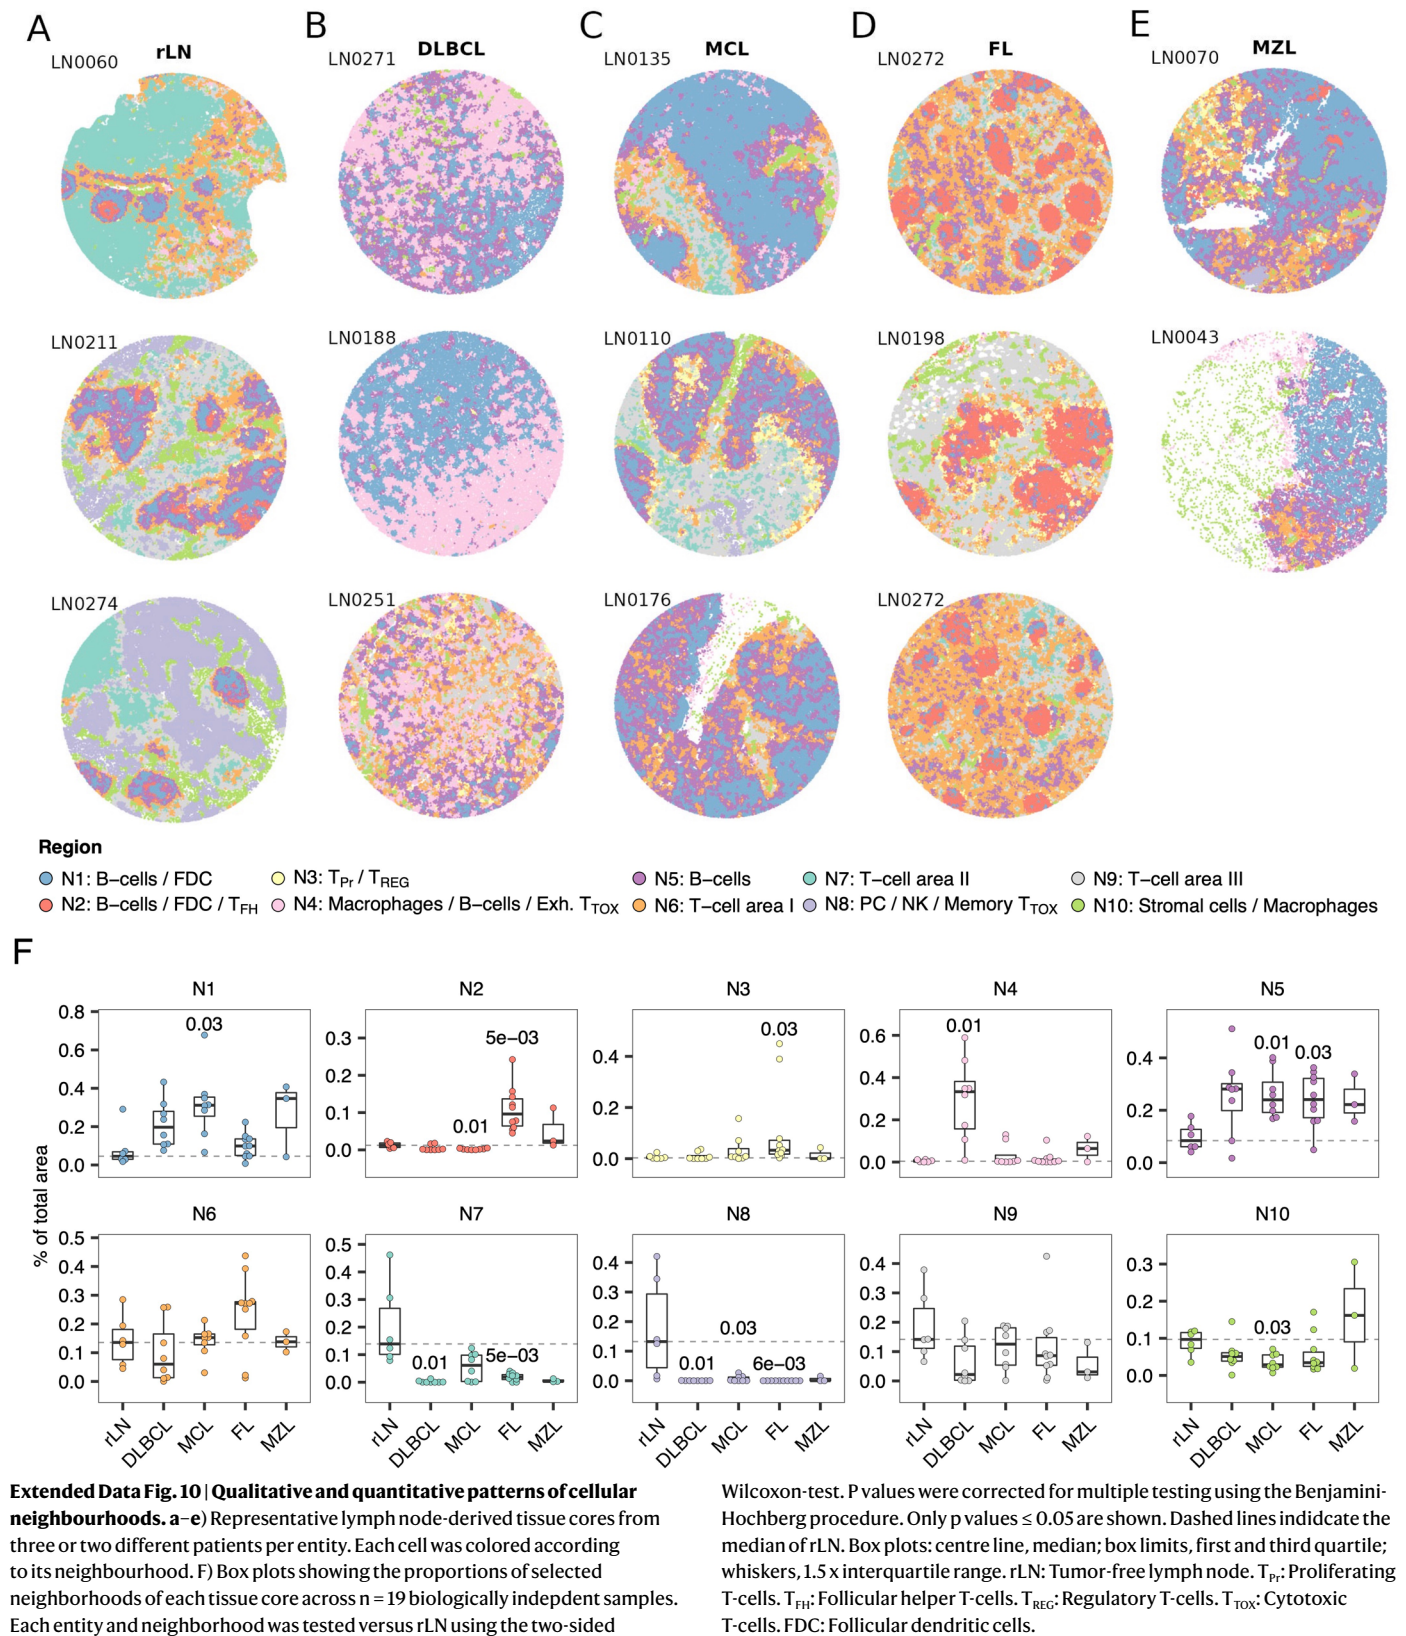 A
B
C
D
E
rLN
DLBCL
MCL
FL
MZL
LN0060
LN0271
LN0135
LN0272
LN0070
LN0211
LN0188
LN0110
LN0198
LN0043
LN0274
LN0251
LN0176
LN0272
Region
N1: B−cells / FDC
N3: TPr / TREG
N5: B−cells
N7: T−cell area II
N9: T−cell area III
N2: B−cells / FDC / TFH
N4: Macrophages / B−cells / Exh. TTOX
N6: T−cell area I
N8: PC / NK / Memory TTOX
N10: Stromal cells / Macrophages
F
% of total area
N1
0.8
0.6
0.4
0.2
0.0
0.03
N2
0.3
0.2
0.1
0.0
0.01
5e−03
N3
0.4
0.2
0.0
0.03
N4
0.6
0.4
0.2
0.0
0.01
N5
0.4
0.2
0.0
0.01
0.03
N6
0.5
0.4
0.3
0.2
0.1
0.0
N7
0.5
0.4
0.3
0.2
0.1
0.0
0.01
5e−03
N8
0.4
0.3
0.2
0.1
0.0
0.01
0.03
6e−03
N9
0.4
0.3
0.2
0.1
0.0
N10
0.3
0.2
0.1
0.0
0.03
rLN
DLBCL
MCL
FL
MZL
rLN
DLBCL
MCL
FL
MZL
rLN
DLBCL
MCL
FL
MZL
rLN
DLBCL
MCL
FL
MZL
rLN
DLBCL
MCL
FL
MZL
Extended Data Fig. 10 | Qualitative and quantitative patterns of cellular
neighbourhoods. a–e) Representative lymph node-derived tissue cores from
three or two different patients per entity. Each cell was colored according
to its neighbourhood. F) Box plots showing the proportions of selected
neighborhoods of each tissue core across n = 19 biologically indepdent samples.
Each entity and neighborhood was tested versus rLN using the two-sided
Wilcoxon-test. P values were corrected for multiple testing using the Benjamini-
Hochberg procedure. Only p values ≤ 0.05 are shown. Dashed lines indidcate the
median of rLN. Box plots: centre line, median; box limits, first and third quartile;
whiskers, 1.5 x interquartile range. rLN: Tumor-free lymph node. TPr: Proliferating
T-cells. TFH: Follicular helper T-cells. TREG: Regulatory T-cells. TTOX: Cytotoxic
T-cells. FDC: Follicular dendritic cells.